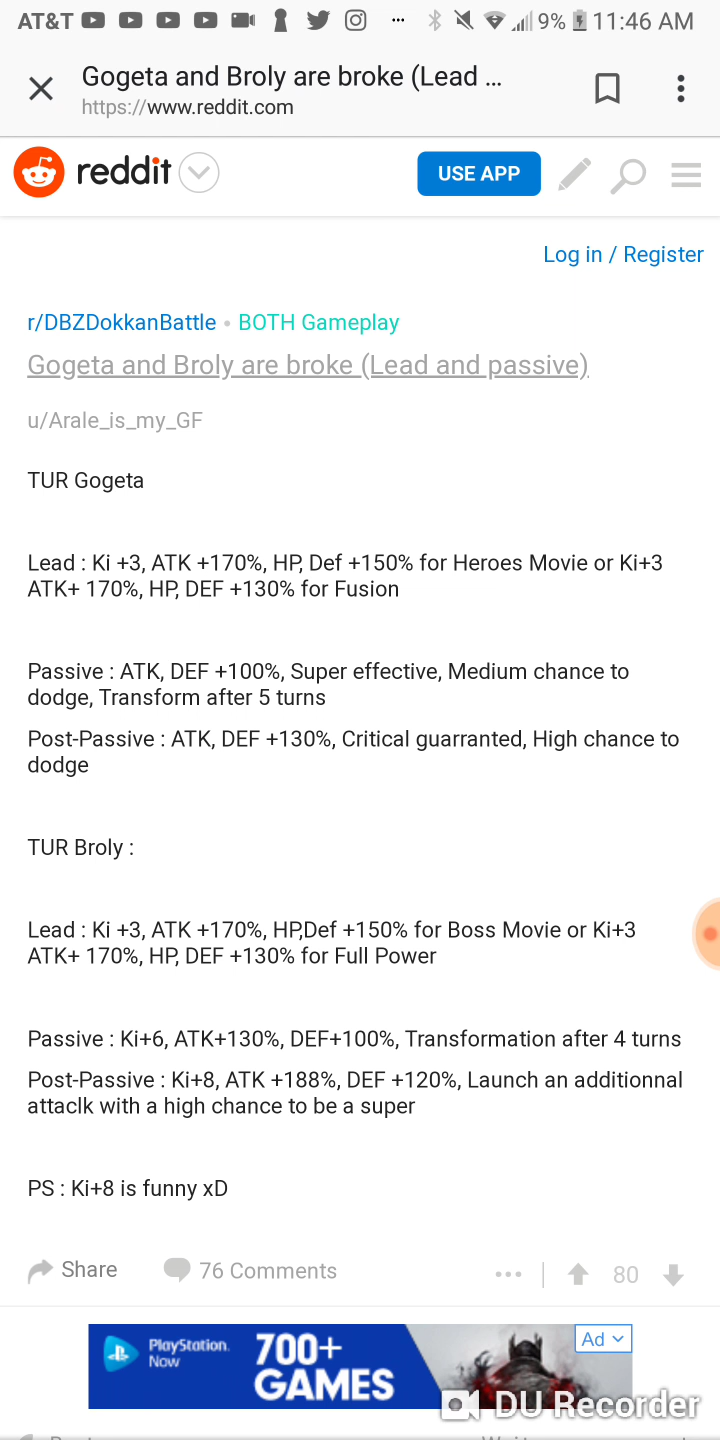 AT&T 9% 11:46 AM
Gogeta and Broly are broke (Lead ...
https://www.reddit.com
reddit USE APP
Log in / Register
r/DBZDokkanBattle • BOTH Gameplay
Gogeta and Broly are broke (Lead and passive)
u/Arale_is_my_GF
TUR Gogeta
Lead : Ki +3, ATK +170%, HP, Def +150% for Heroes Movie or Ki+3
ATK+ 170%, HP, DEF +130% for Fusion
Passive : ATK, DEF +100%, Super effective, Medium chance to
dodge, Transform after 5 turns
Post-Passive : ATK, DEF +130%, Critical guarranted, High chance to
dodge
TUR Broly :
Lead : Ki +3, ATK +170%, HP,Def +150% for Boss Movie or Ki+3
ATK+ 170%, HP, DEF +130% for Full Power
Passive : Ki+6, ATK+130%, DEF+100%, Transformation after 4 turns
Post-Passive : Ki+8, ATK +188%, DEF +120%, Launch an additionnal
attaclk with a high chance to be a super
PS : Ki+8 is funny xD
Share 76 Comments 80
PlayStation. 700+ Ad
Now GAMES
DU Recorder